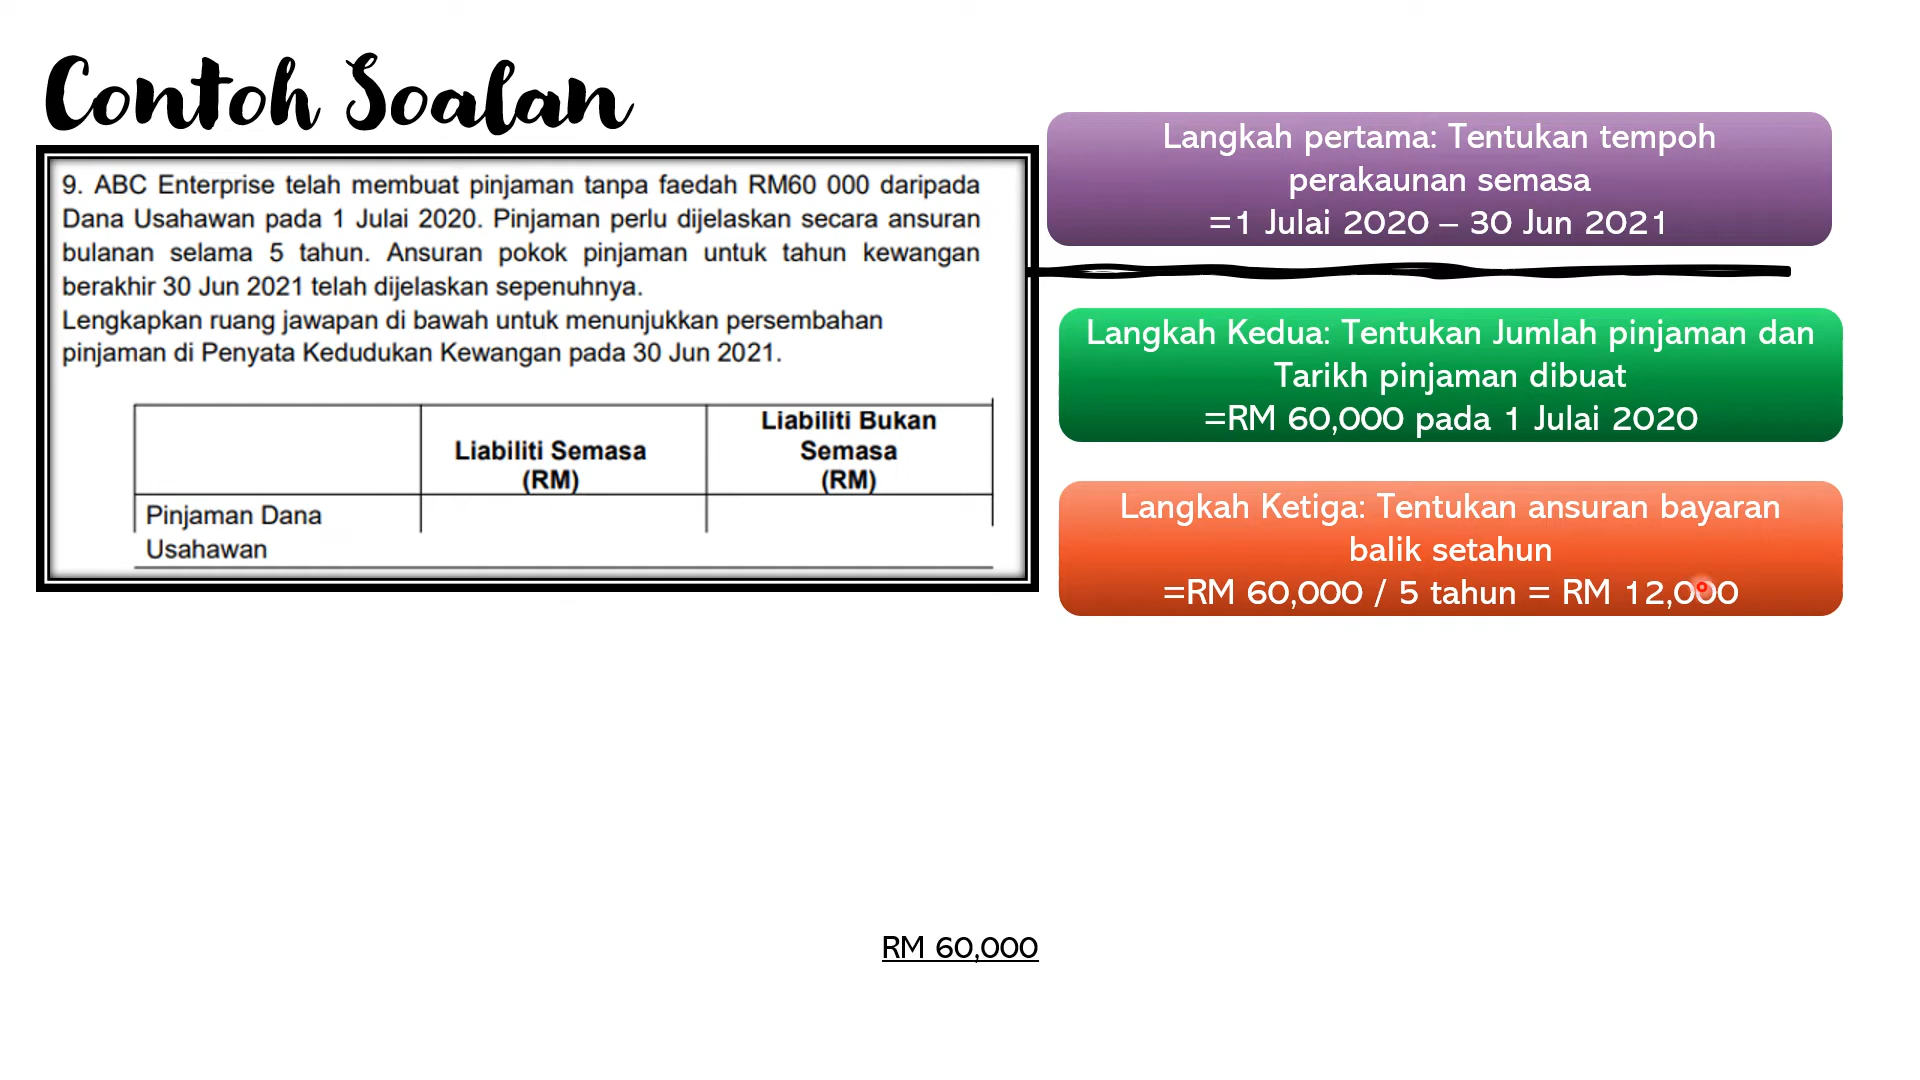 Contoh Soalan
9. ABC Enterprise telah membuat pinjaman tanpa faedah RM60 000 daripada
Dana Usahawan pada 1 Julai 2020. Pinjaman perlu dijelaskan secara ansuran
bulanan selama 5 tahun. Ansuran pokok pinjaman untuk tahun kewangan
berakhir 30 Jun 2021 telah dijelaskan sepenuhnya.
Lengkapkan ruang jawapan di bawah untuk menunjukkan persembahan
pinjaman di Penyata Kedudukan Kewangan pada 30 Jun 2021.
Liabiliti Semasa
(RM)
Liabiliti Bukan
Semasa
(RM)
Pinjaman Dana
Usahawan
Langkah pertama: Tentukan tempoh
perakaunan semasa
=1 Julai 2020 – 30 Jun 2021
Langkah Kedua: Tentukan Jumlah pinjaman dan
Tarikh pinjaman dibuat
=RM 60,000 pada 1 Julai 2020
Langkah Ketiga: Tentukan ansuran bayaran
balik setahun
=RM 60,000 / 5 tahun = RM 12,000
RM 60,000